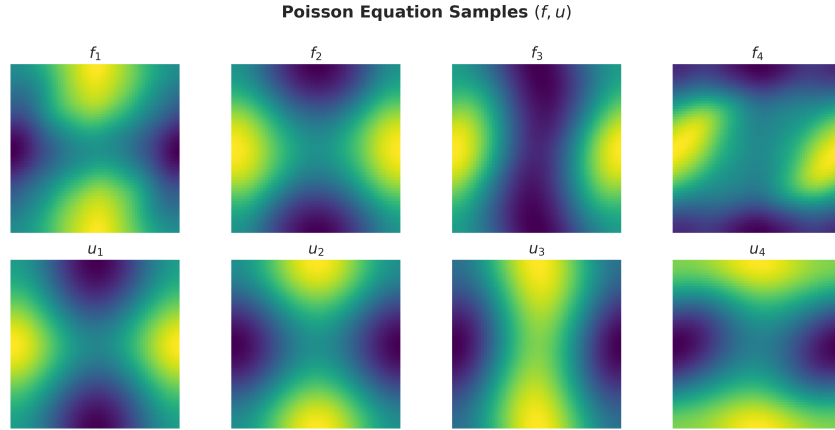 Poisson Equation Samples (f, u)
f₁ f₂ f₃ f₄
u₁ u₂ u₃ u₄